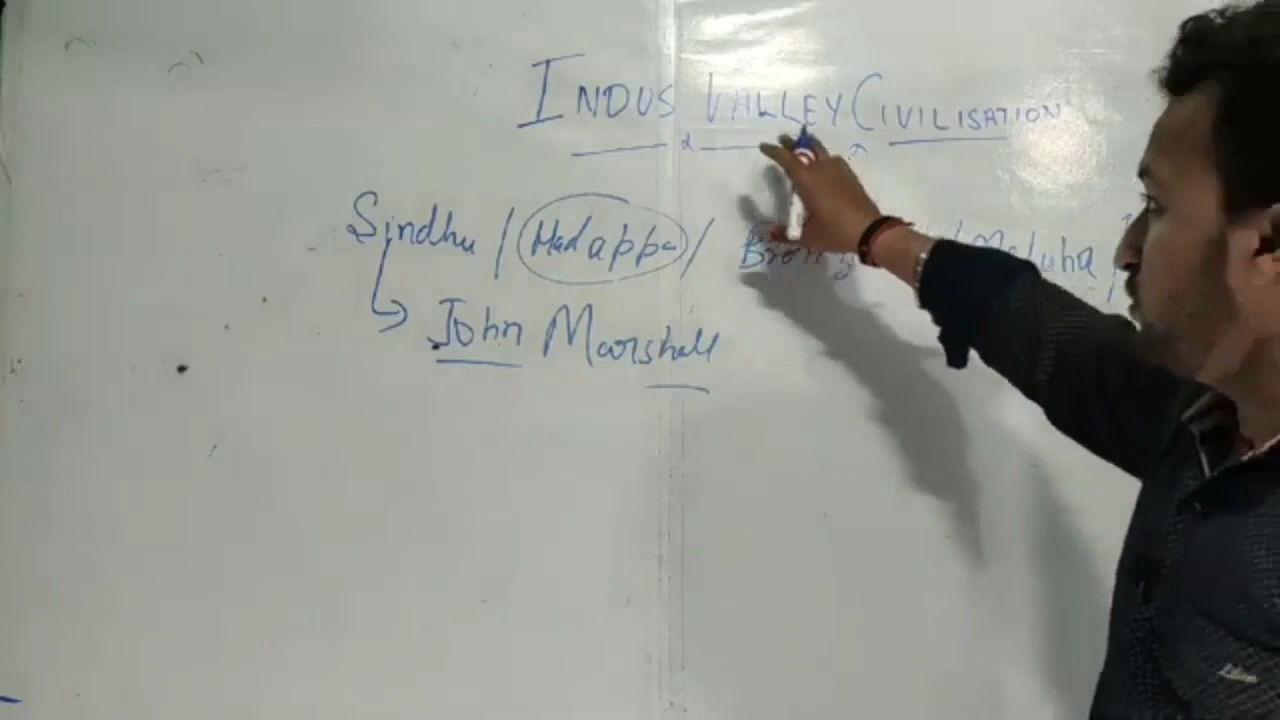 INDUS VALLEY CIVILISATION
Sindhu / Hadappa / /
John Marshall